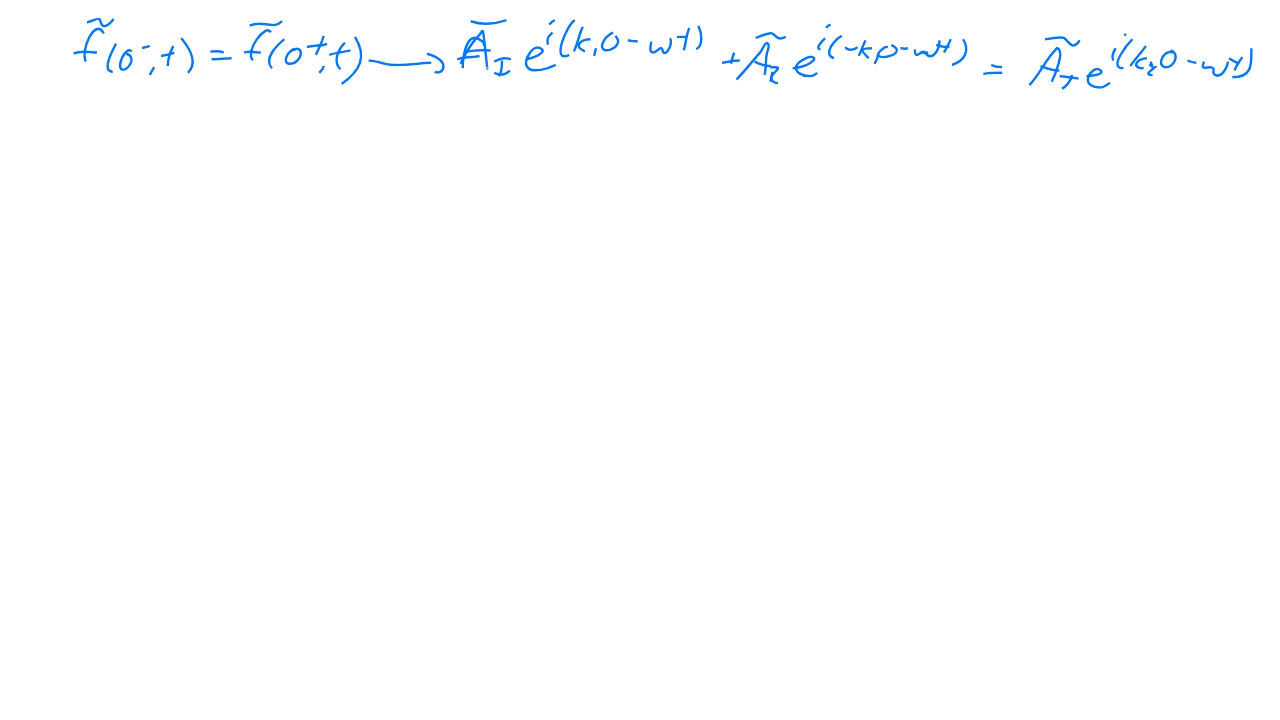 f̃(0⁻, t) = f̃(0⁺, t) ⟶ Ã_I e^{i(k₁0 - ωt)} + Ã_R e^{i(-k₁0 - ωt)} = Ã_T e^{i(k₂0 - ωt)}